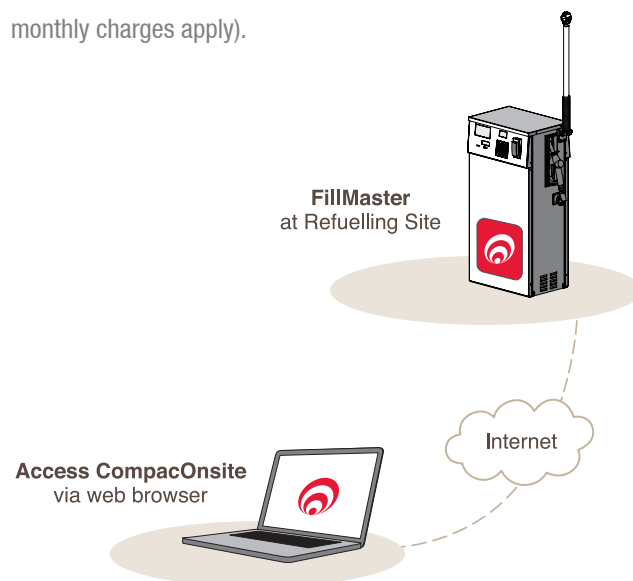 monthly charges apply).
FillMaster
at Refuelling Site
Internet
Access CompacOnsite
via web browser